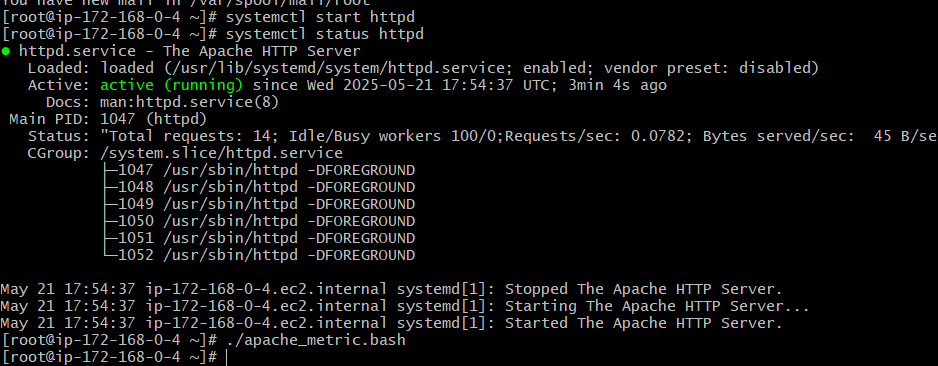 You have new mail in /var/spool/mail/root
[root@ip-172-168-0-4 ~]# systemctl start httpd
[root@ip-172-168-0-4 ~]# systemctl status httpd
● httpd.service - The Apache HTTP Server
   Loaded: loaded (/usr/lib/systemd/system/httpd.service; enabled; vendor preset: disabled)
   Active: active (running) since Wed 2025-05-21 17:54:37 UTC; 3min 4s ago
     Docs: man:httpd.service(8)
 Main PID: 1047 (httpd)
   Status: "Total requests: 14; Idle/Busy workers 100/0;Requests/sec: 0.0782; Bytes served/sec:  45 B/se
   CGroup: /system.slice/httpd.service
           ├─1047 /usr/sbin/httpd -DFOREGROUND
           ├─1048 /usr/sbin/httpd -DFOREGROUND
           ├─1049 /usr/sbin/httpd -DFOREGROUND
           ├─1050 /usr/sbin/httpd -DFOREGROUND
           ├─1051 /usr/sbin/httpd -DFOREGROUND
           └─1052 /usr/sbin/httpd -DFOREGROUND
May 21 17:54:37 ip-172-168-0-4.ec2.internal systemd[1]: Stopped The Apache HTTP Server.
May 21 17:54:37 ip-172-168-0-4.ec2.internal systemd[1]: Starting The Apache HTTP Server...
May 21 17:54:37 ip-172-168-0-4.ec2.internal systemd[1]: Started The Apache HTTP Server.
[root@ip-172-168-0-4 ~]# ./apache_metric.bash
[root@ip-172-168-0-4 ~]#